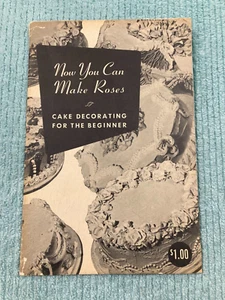 Now You Can
Make Roses
CAKE DECORATING
FOR THE BEGINNER
$1.00